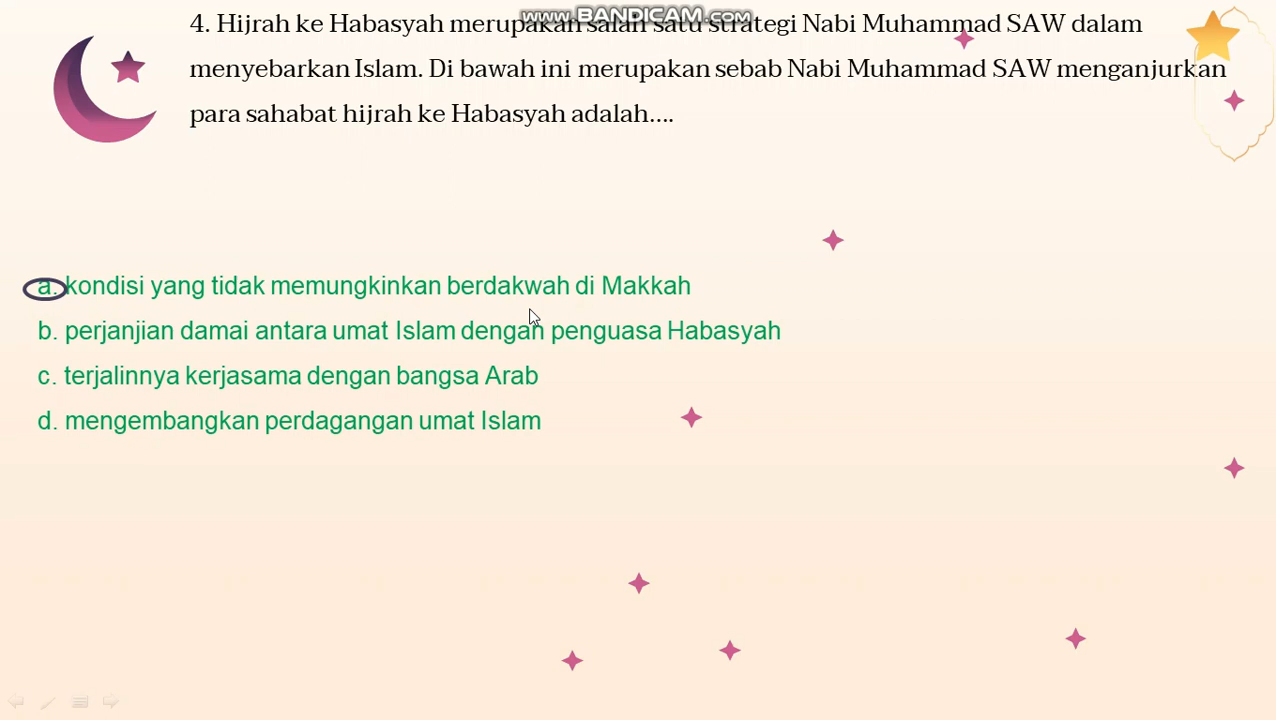 www.BANDICAM.com
4. Hijrah ke Habasyah merupakan salah satu strategi Nabi Muhammad SAW dalam
menyebarkan Islam. Di bawah ini merupakan sebab Nabi Muhammad SAW menganjurkan
para sahabat hijrah ke Habasyah adalah....
a. kondisi yang tidak memungkinkan berdakwah di Makkah
b. perjanjian damai antara umat Islam dengan penguasa Habasyah
c. terjalinnya kerjasama dengan bangsa Arab
d. mengembangkan perdagangan umat Islam